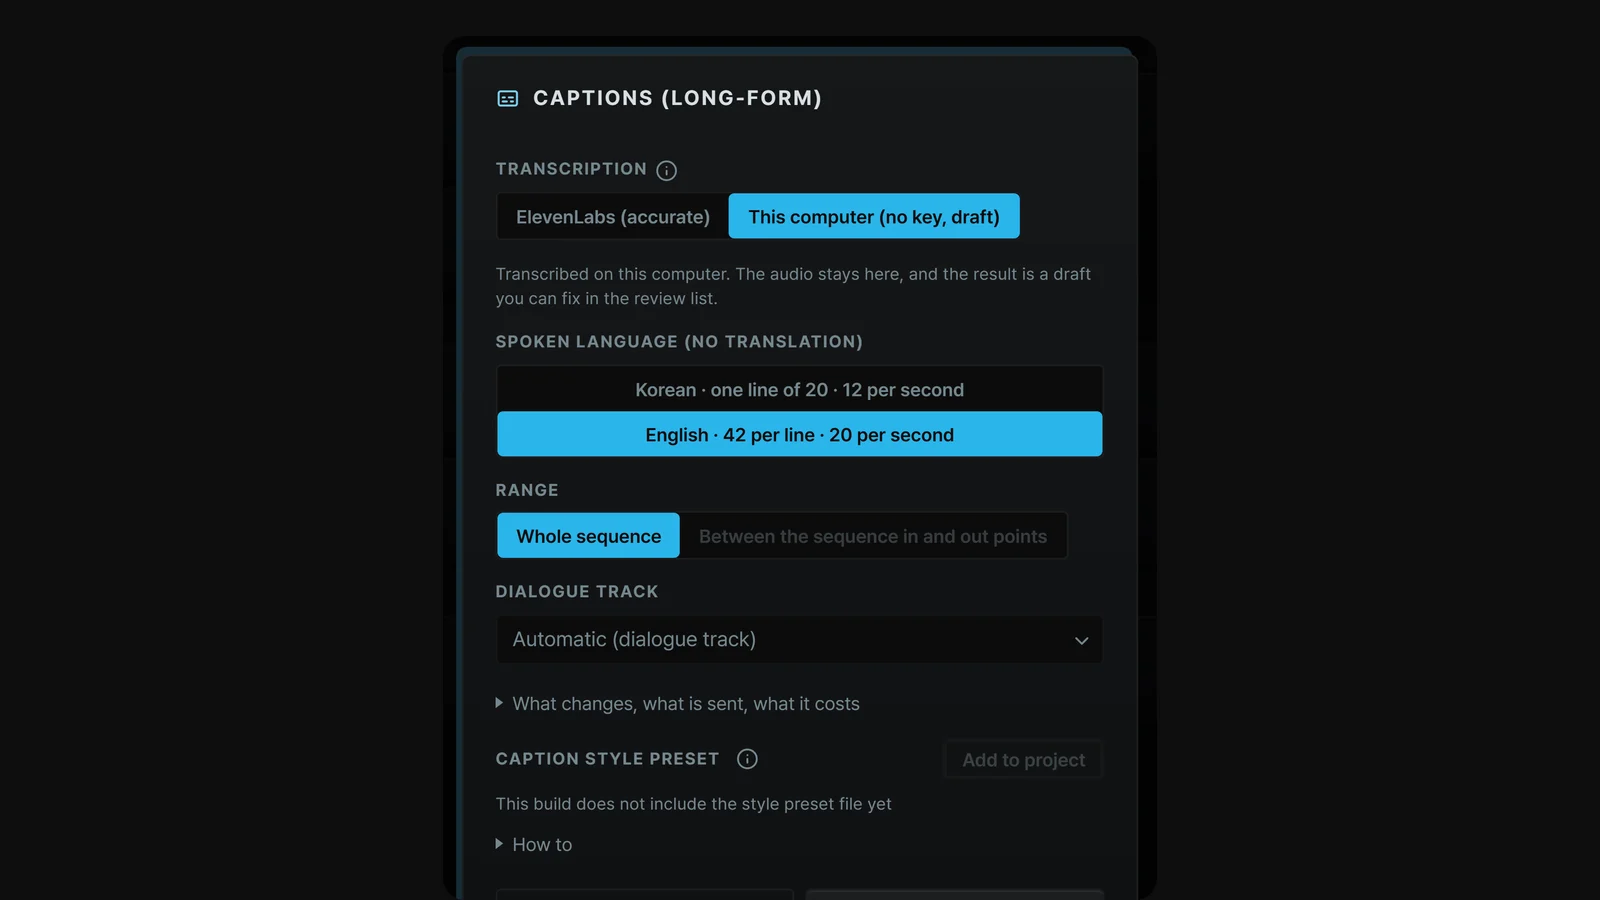 CAPTIONS (LONG-FORM)
TRANSCRIPTION
ElevenLabs (accurate)
This computer (no key, draft)
Transcribed on this computer. The audio stays here, and the result is a draft
you can fix in the review list.
SPOKEN LANGUAGE (NO TRANSLATION)
Korean · one line of 20 · 12 per second
English · 42 per line · 20 per second
RANGE
Whole sequence
Between the sequence in and out points
DIALOGUE TRACK
Automatic (dialogue track)
What changes, what is sent, what it costs
CAPTION STYLE PRESET
Add to project
This build does not include the style preset file yet
How to